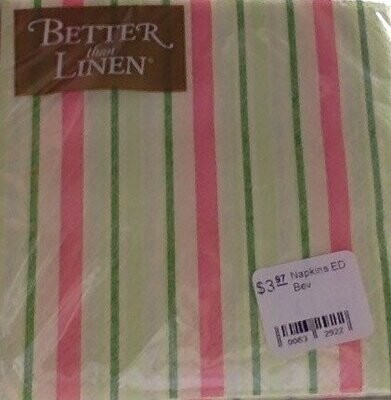 BETTER
than
LINEN®
$3.97 Napkins ED
Bev
0063 2922